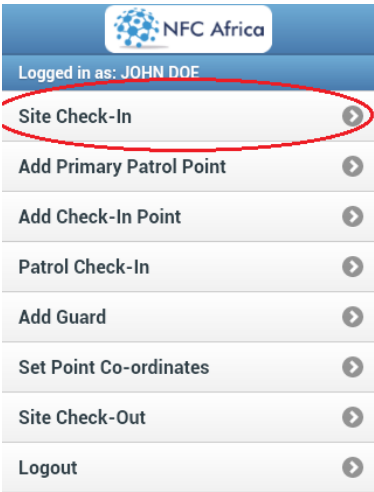 NFC Africa
Logged in as: JOHN DOE
Site Check-In
Add Primary Patrol Point
Add Check-In Point
Patrol Check-In
Add Guard
Set Point Co-ordinates
Site Check-Out
Logout